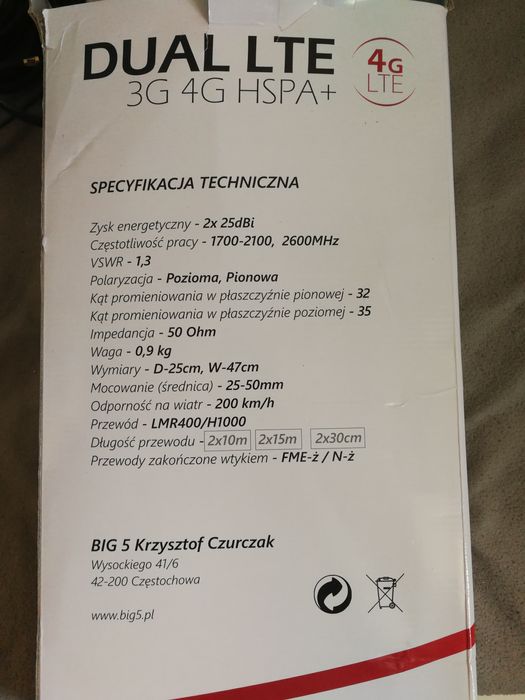 DUAL LTE
4G
LTE
3G 4G HSPA+
SPECYFIKACJA TECHNICZNA
Zysk energetyczny - 2x 25dBi
Częstotliwość pracy - 1700-2100, 2600MHz
VSWR - 1,3
Polaryzacja - Pozioma, Pionowa
Kąt promieniowania w płaszczyźnie pionowej - 32
Kąt promieniowania w płaszczyźnie poziomej - 35
Impedancja - 50 Ohm
Waga - 0,9 kg
Wymiary - D-25cm, W-47cm
Mocowanie (średnica) - 25-50mm
Odporność na wiatr - 200 km/h
Przewód - LMR400/H1000
Długość przewodu - 2x10m 2x15m 2x30cm
Przewody zakończone wtykiem - FME-ż / N-ż
BIG 5 Krzysztof Czurczak
Wysockiego 41/6
42-200 Częstochowa
www.big5.pl